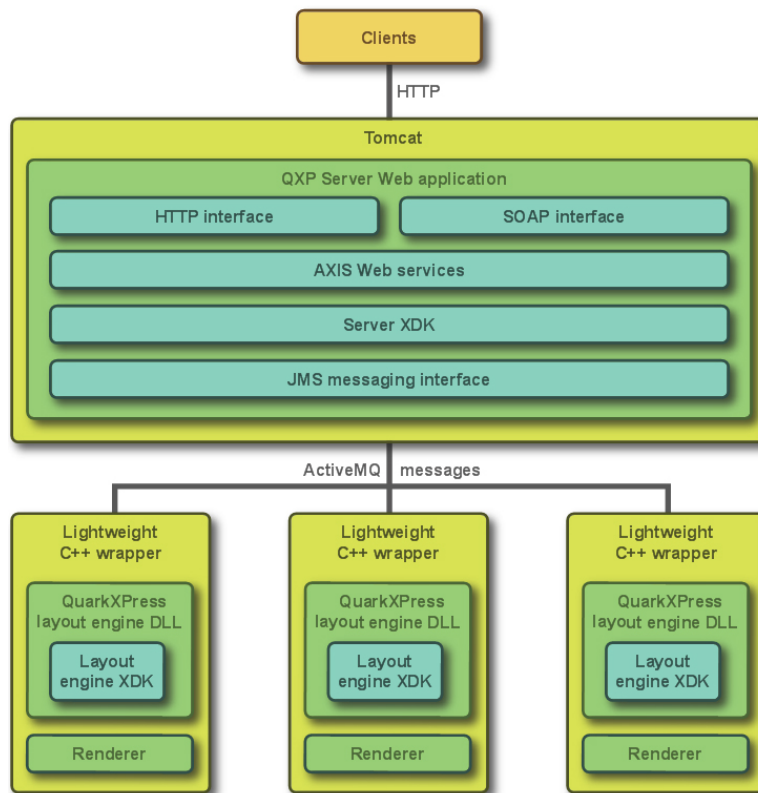 Clients
HTTP
Tomcat
QXP Server Web application
HTTP interface
SOAP interface
AXIS Web services
Server XDK
JMS messaging interface
ActiveMQ messages
Lightweight
C++ wrapper
QuarkXPress
layout engine DLL
Layout
engine XDK
Renderer
Lightweight
C++ wrapper
QuarkXPress
layout engine DLL
Layout
engine XDK
Renderer
Lightweight
C++ wrapper
QuarkXPress
layout engine DLL
Layout
engine XDK
Renderer